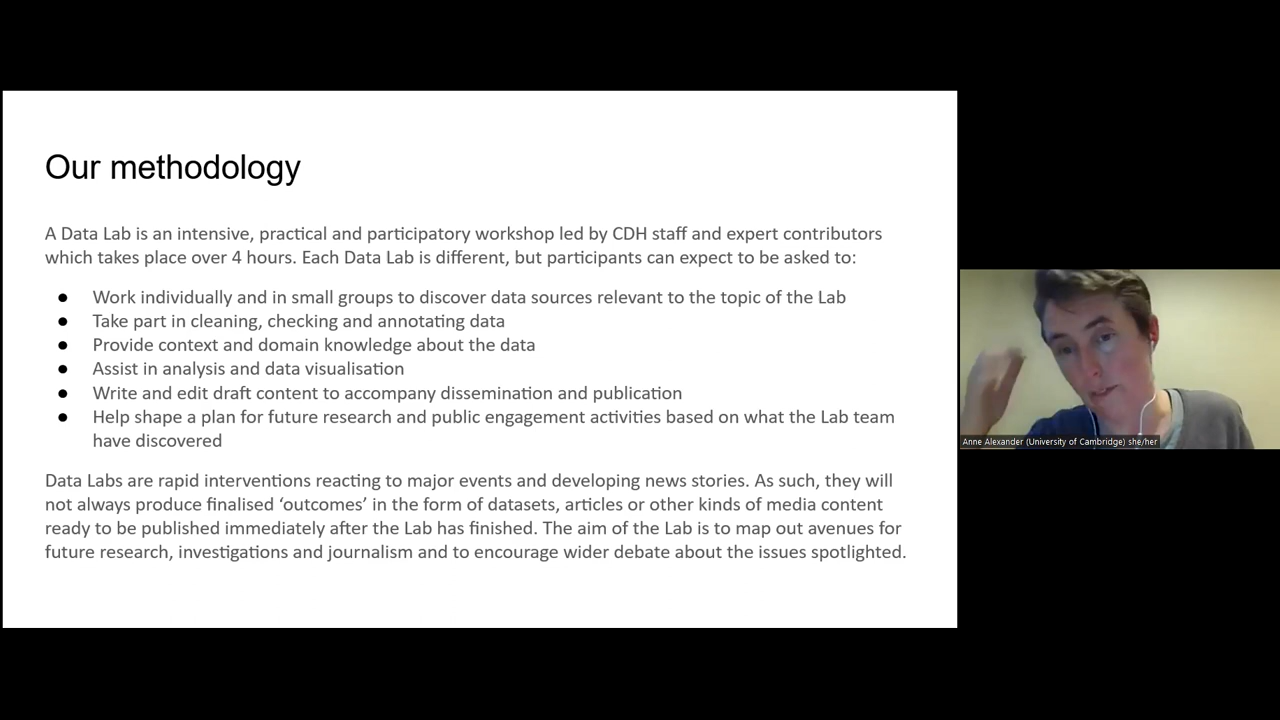 Our methodology
A Data Lab is an intensive, practical and participatory workshop led by CDH staff and expert contributors
which takes place over 4 hours. Each Data Lab is different, but participants can expect to be asked to:
● Work individually and in small groups to discover data sources relevant to the topic of the Lab
● Take part in cleaning, checking and annotating data
● Provide context and domain knowledge about the data
● Assist in analysis and data visualisation
● Write and edit draft content to accompany dissemination and publication
● Help shape a plan for future research and public engagement activities based on what the Lab team
have discovered
Data Labs are rapid interventions reacting to major events and developing news stories. As such, they will
not always produce finalised ‘outcomes’ in the form of datasets, articles or other kinds of media content
ready to be published immediately after the Lab has finished. The aim of the Lab is to map out avenues for
future research, investigations and journalism and to encourage wider debate about the issues spotlighted.
Anne Alexander (University of Cambridge) she/her